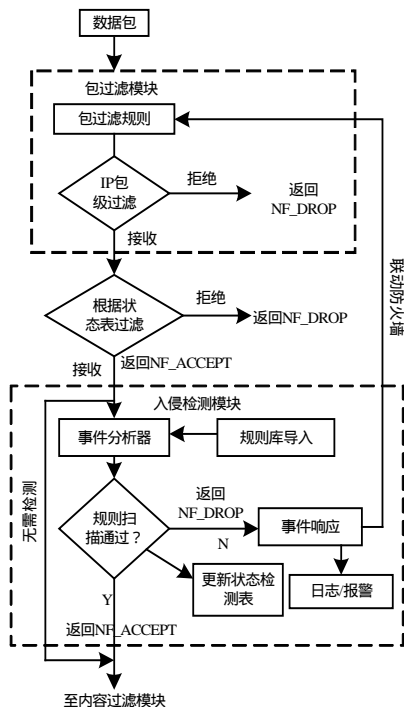 数据包
包过滤模块
包过滤规则
IP包
级过滤
拒绝
返回
NF_DROP
接收
联动防火墙
根据状
态表过滤
拒绝
返回NF_DROP
接收
返回NF_ACCEPT
入侵检测模块
事件分析器
规则库导入
无需检测
返回
NF_DROP
规则扫
描通过？
N
事件响应
更新状态检
测表
日志/报警
Y
返回NF_ACCEPT
至内容过滤模块